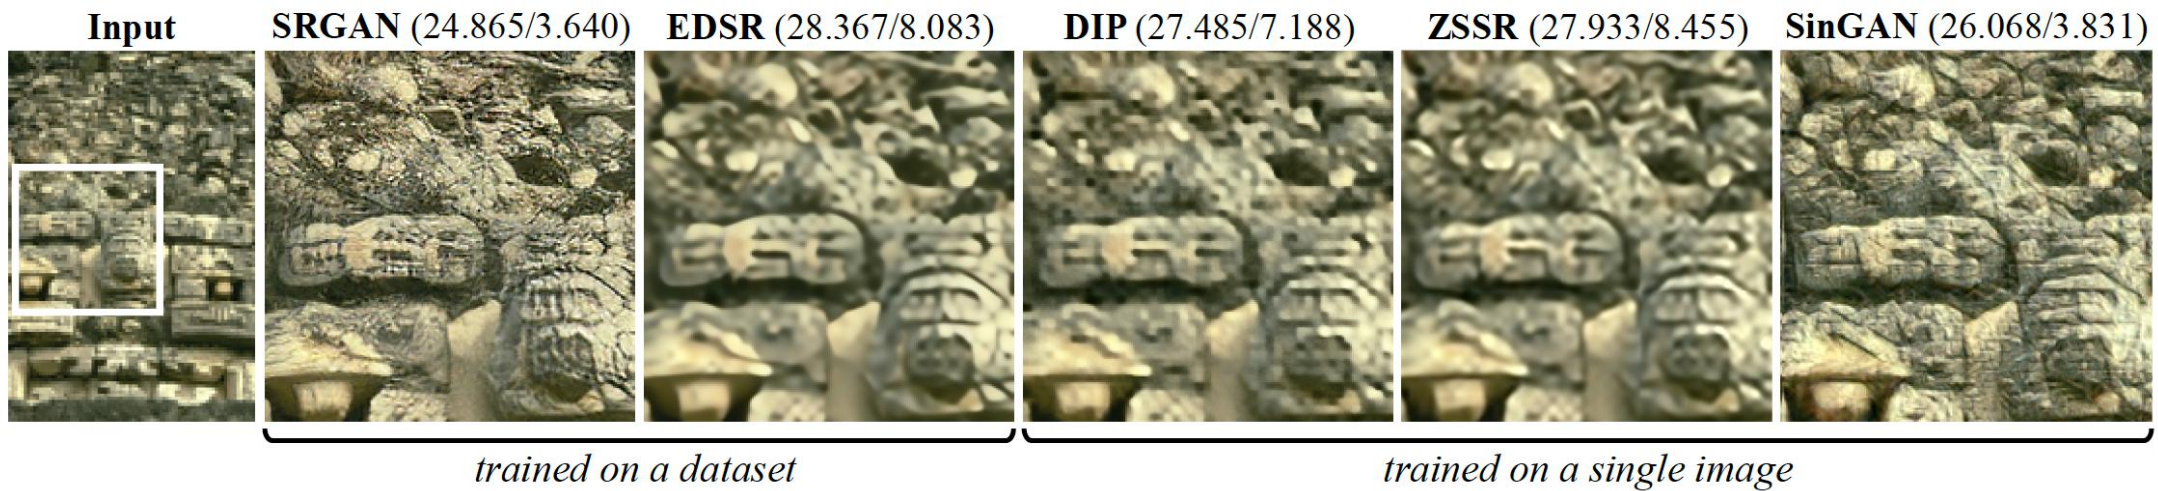 Input
SRGAN (24.865/3.640)
EDSR (28.367/8.083)
DIP (27.485/7.188)
ZSSR (27.933/8.455)
SinGAN (26.068/3.831)
trained on a dataset
trained on a single image